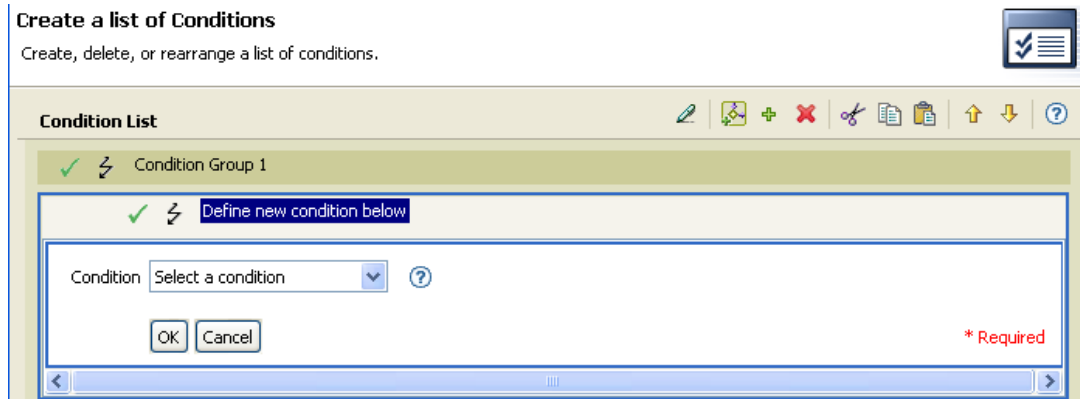 Create a list of Conditions
Create, delete, or rearrange a list of conditions.
Condition List
Condition Group 1
Define new condition below
Condition Select a condition
OK Cancel * Required